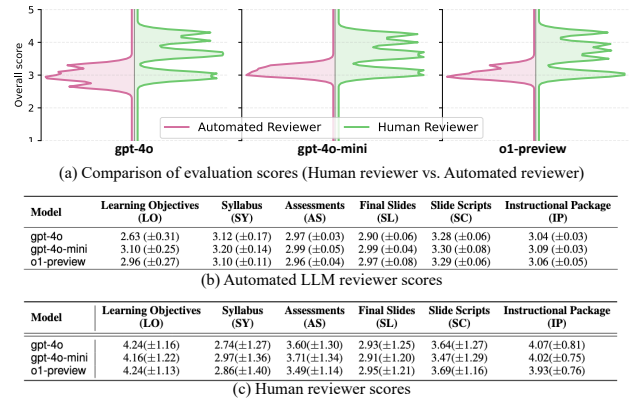 5
4
3
2
1
Overall score
Automated Reviewer Human Reviewer
gpt-4o gpt-4o-mini o1-preview
(a) Comparison of evaluation scores (Human reviewer vs. Automated reviewer)
Model Learning Objectives (LO) Syllabus (SY) Assessments (AS) Final Slides (SL) Slide Scripts (SC) Instructional Package (IP)
gpt-4o 2.63 (±0.31) 3.12 (±0.17) 2.97 (±0.03) 2.90 (±0.06) 3.28 (±0.06) 3.04 (±0.03)
gpt-4o-mini 3.10 (±0.25) 3.20 (±0.14) 2.99 (±0.05) 2.99 (±0.04) 3.30 (±0.08) 3.09 (±0.03)
o1-preview 2.96 (±0.27) 3.10 (±0.11) 2.96 (±0.04) 2.97 (±0.08) 3.29 (±0.06) 3.06 (±0.05)
(b) Automated LLM reviewer scores
Model Learning Objectives (LO) Syllabus (SY) Assessments (AS) Final Slides (SL) Slide Scripts (SC) Instructional Package (IP)
gpt-4o 4.24(±1.16) 2.74(±1.27) 3.60(±1.30) 2.93(±1.25) 3.64(±1.27) 4.07(±0.81)
gpt-4o-mini 4.16(±1.22) 2.97(±1.36) 3.71(±1.34) 2.91(±1.20) 3.47(±1.29) 4.02(±0.75)
o1-preview 4.24(±1.13) 2.86(±1.40) 3.49(±1.14) 2.95(±1.21) 3.69(±1.16) 3.93(±0.76)
(c) Human reviewer scores